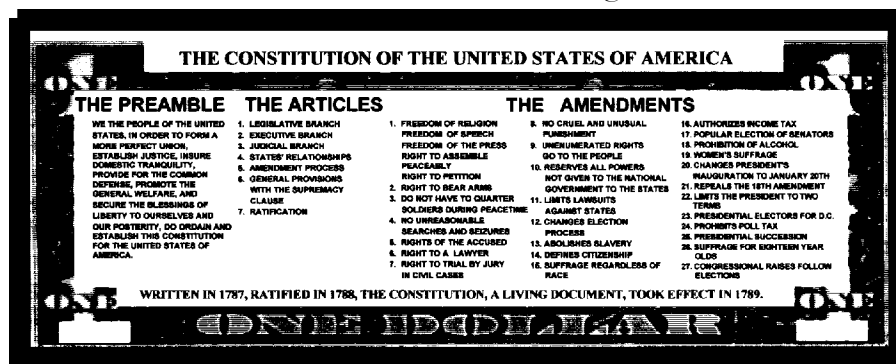 THE CONSTITUTION OF THE UNITED STATES OF AMERICA
ONE
ONE
THE PREAMBLE
WE THE PEOPLE OF THE UNITED
STATES, IN ORDER TO FORM A
MORE PERFECT UNION,
ESTABLISH JUSTICE, INSURE
DOMESTIC TRANQUILITY,
PROVIDE FOR THE COMMON
DEFENSE, PROMOTE THE
GENERAL WELFARE, AND
SECURE THE BLESSINGS OF
LIBERTY TO OURSELVES AND
OUR POSTERITY, DO ORDAIN AND
ESTABLISH THIS CONSTITUTION
FOR THE UNITED STATES OF
AMERICA.
THE ARTICLES
1. LEGISLATIVE BRANCH
2. EXECUTIVE BRANCH
3. JUDICIAL BRANCH
4. STATES' RELATIONSHIPS
5. AMENDMENT PROCESS
6. GENERAL PROVISIONS
WITH THE SUPREMACY
CLAUSE
7. RATIFICATION
THE AMENDMENTS
1. FREEDOM OF RELIGION
FREEDOM OF SPEECH
FREEDOM OF THE PRESS
RIGHT TO ASSEMBLE
PEACEABLY
RIGHT TO PETITION
2. RIGHT TO BEAR ARMS
3. DO NOT HAVE TO QUARTER
SOLDIERS DURING PEACETIME
4. NO UNREASONABLE
SEARCHES AND SEIZURES
5. RIGHTS OF THE ACCUSED
6. RIGHT TO A LAWYER
7. RIGHT TO TRIAL BY JURY
IN CIVIL CASES
8. NO CRUEL AND UNUSUAL
PUNISHMENT
9. UNENUMERATED RIGHTS
GO TO THE PEOPLE
10. RESERVES ALL POWERS
NOT GIVEN TO THE NATIONAL
GOVERNMENT TO THE STATES
11. LIMITS LAWSUITS
AGAINST STATES
12. CHANGES ELECTION
PROCESS
13. ABOLISHES SLAVERY
14. DEFINES CITIZENSHIP
15. SUFFRAGE REGARDLESS OF
RACE
16. AUTHORIZES INCOME TAX
17. POPULAR ELECTION OF SENATORS
18. PROHIBITION OF ALCOHOL
19. WOMEN'S SUFFRAGE
20. CHANGES PRESIDENT'S
INAUGURATION TO JANUARY 20TH
21. REPEALS THE 18TH AMENDMENT
22. LIMITS THE PRESIDENT TO TWO
TERMS
23. PRESIDENTIAL ELECTORS FOR D.C.
24. PROHIBITS POLL TAX
25. PRESIDENTIAL SUCCESSION
26. SUFFRAGE FOR EIGHTEEN YEAR
OLDS
27. CONGRESSIONAL RAISES FOLLOW
ELECTIONS
WRITTEN IN 1787, RATIFIED IN 1788, THE CONSTITUTION, A LIVING DOCUMENT, TOOK EFFECT IN 1789.
ONE
ONE
ONE DOLLAR